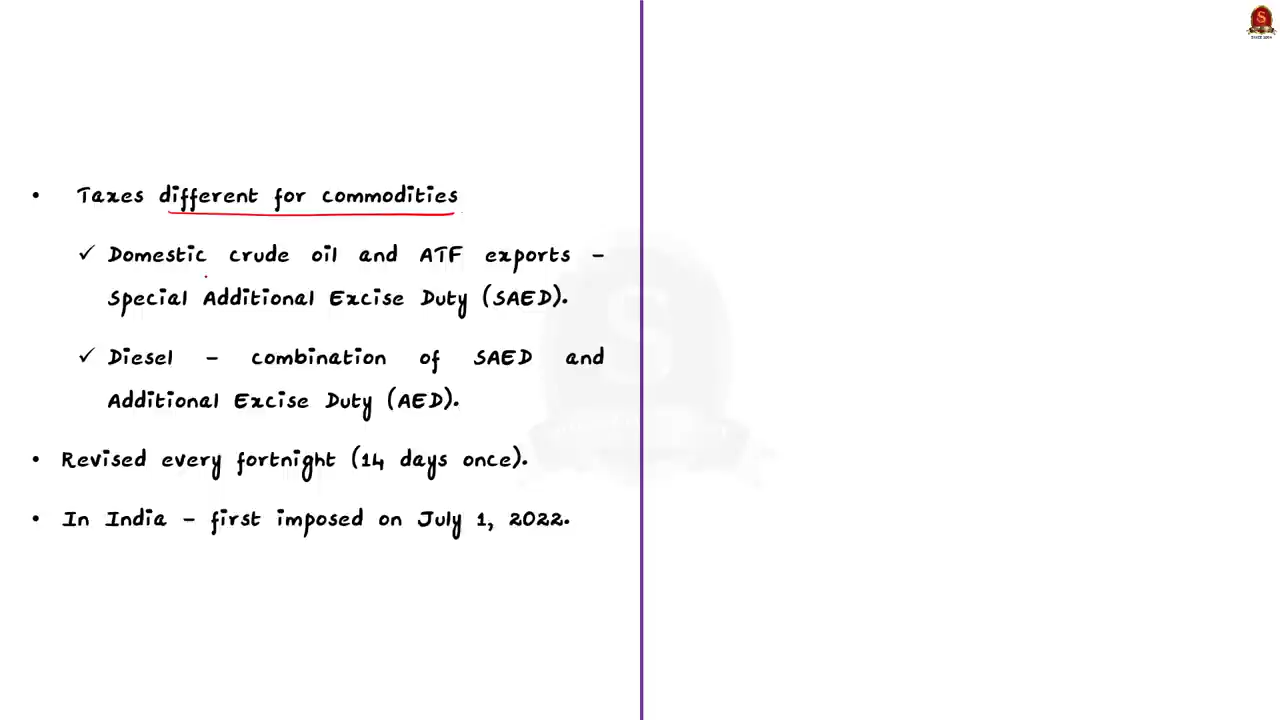 • Taxes different for commodities
✓ Domestic crude oil and ATF exports –
Special Additional Excise Duty (SAED).
✓ Diesel – combination of SAED and
Additional Excise Duty (AED).
• Revised every fortnight (14 days once).
• In India – first imposed on July 1, 2022.
S